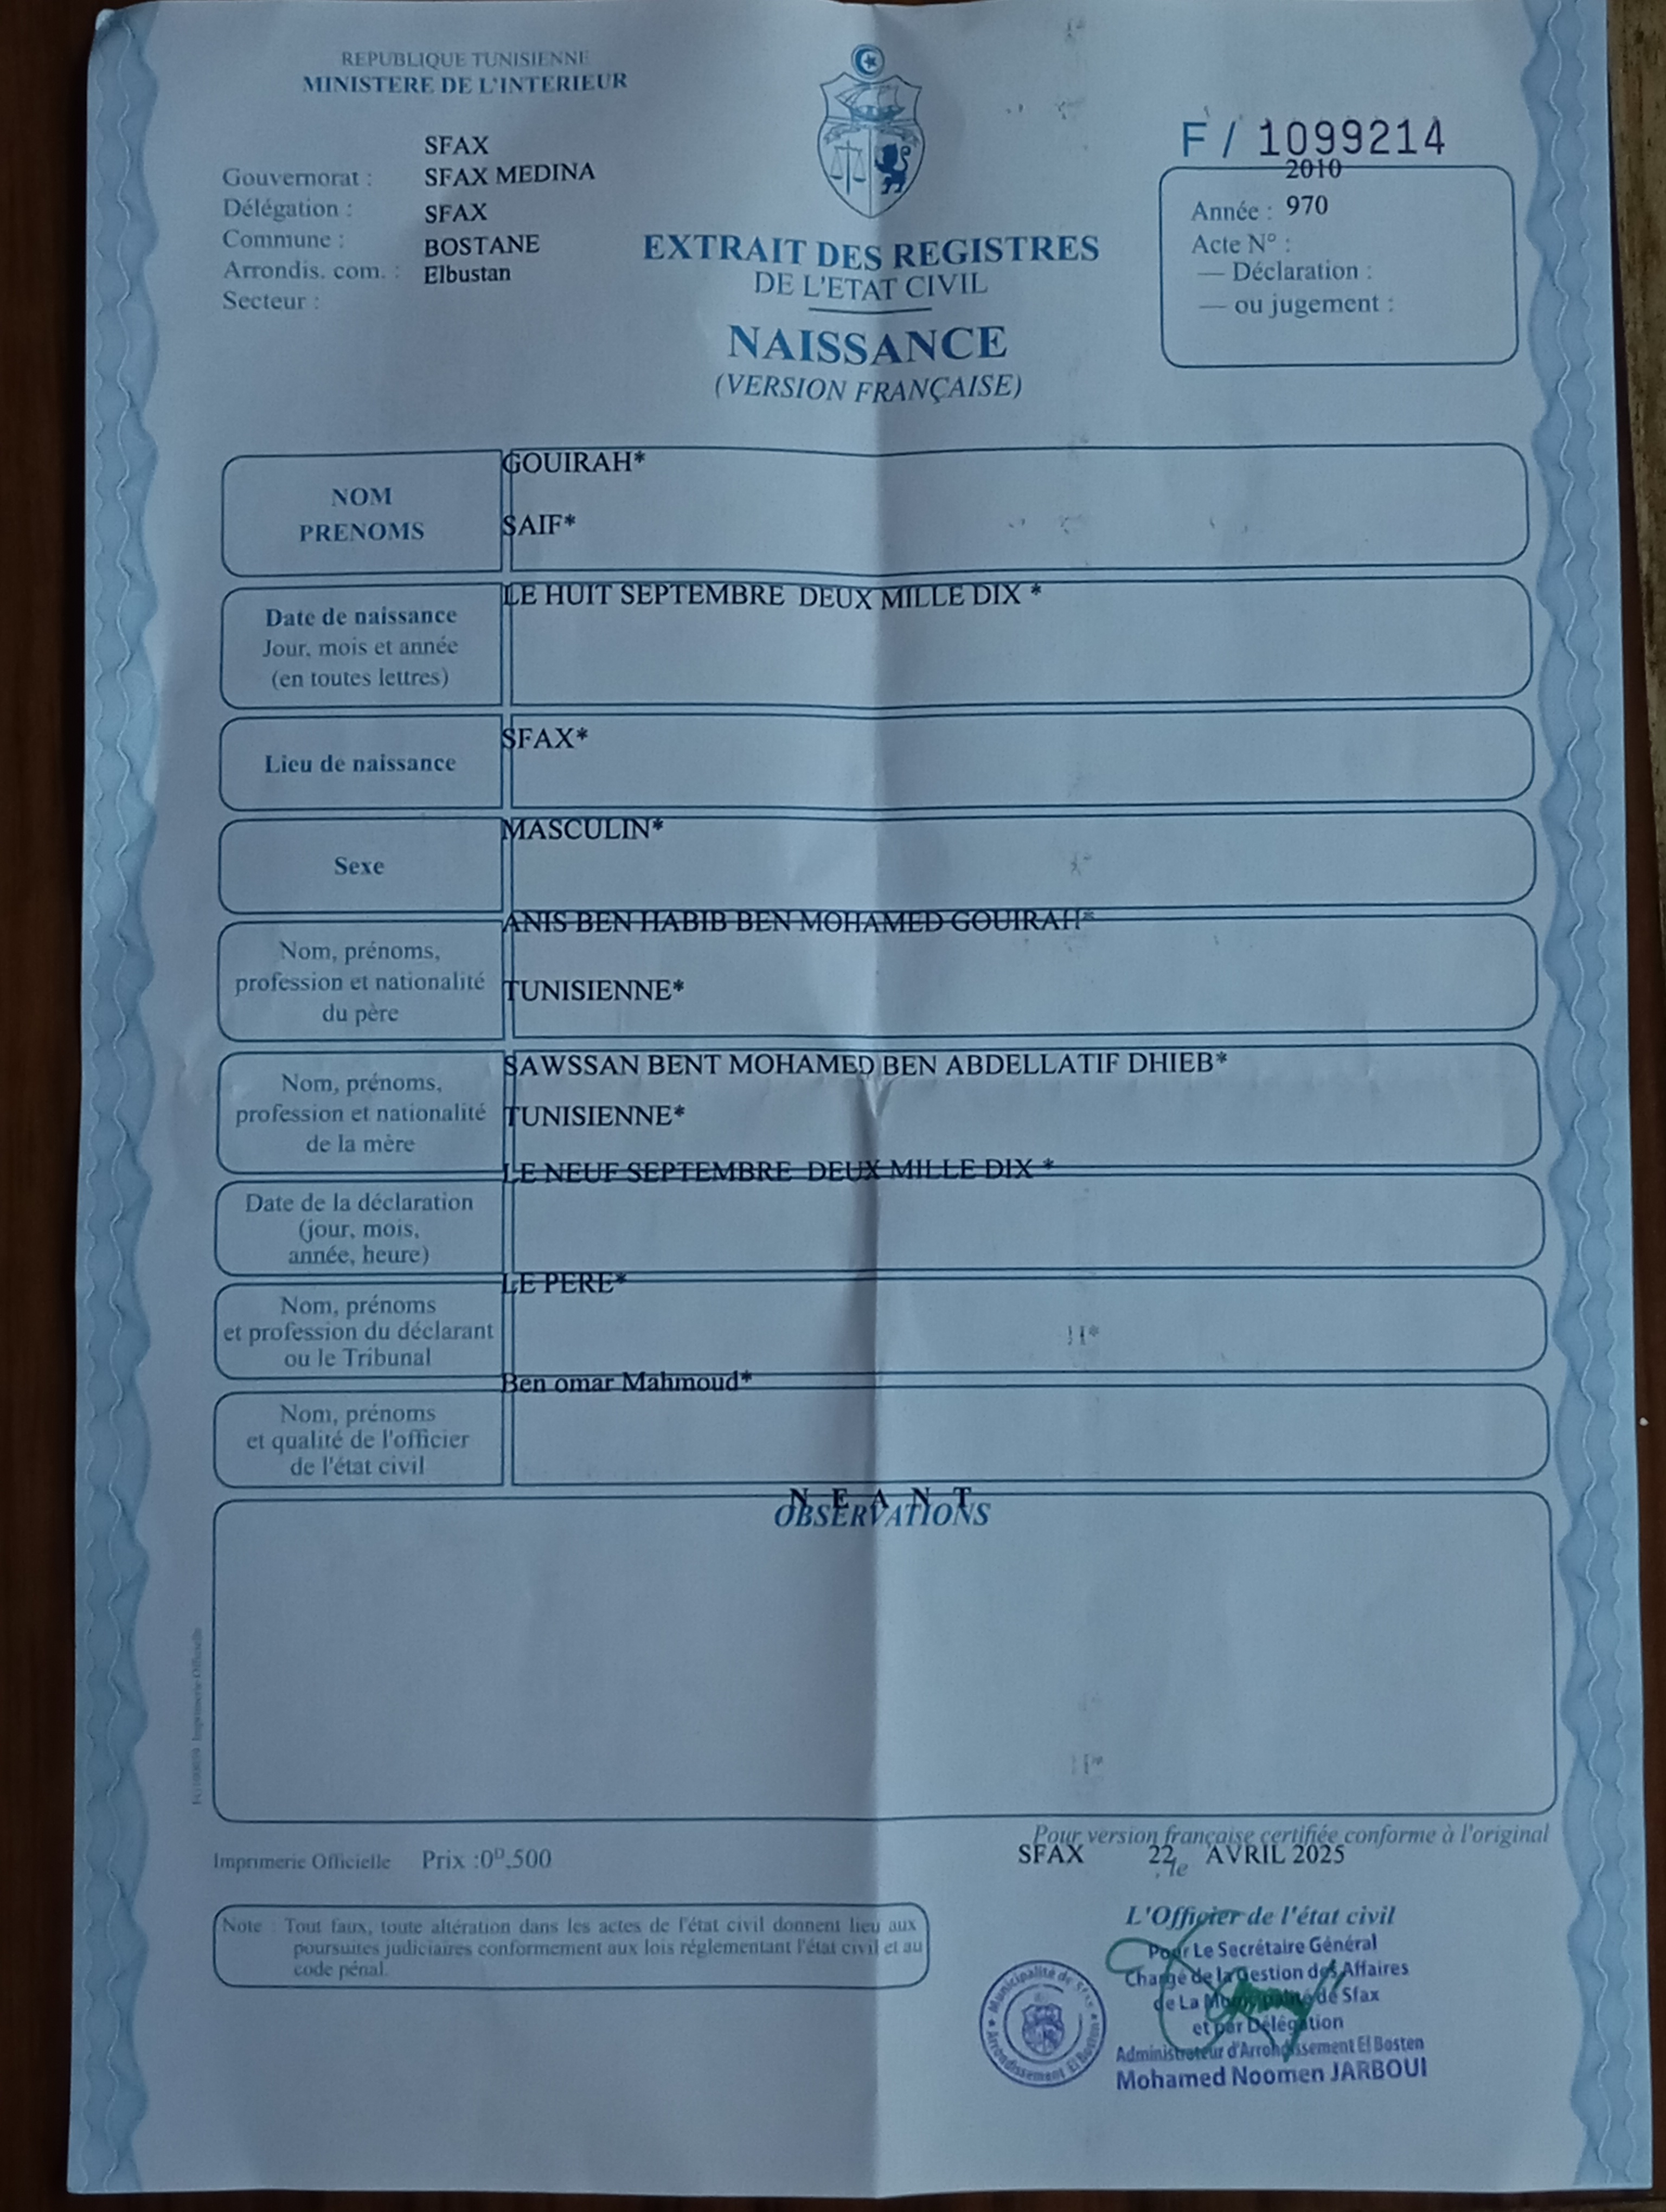 REPUBLIQUE TUNISIENNE
MINISTERE DE L'INTERIEUR
SFAX
Gouvernorat : SFAX MEDINA
Délégation : SFAX
Commune : BOSTANE
Arrondis. com. : Elbustan
Secteur :
EXTRAIT DES REGISTRES
DE L'ETAT CIVIL
NAISSANCE
(VERSION FRANÇAISE)
F / 1099214
2010
Année : 970
Acte N° :
— Déclaration :
— ou jugement :
NOM
PRENOMS
GOUIRAH*
SAIF*
Date de naissance
Jour, mois et année
(en toutes lettres)
LE HUIT SEPTEMBRE DEUX MILLE DIX *
Lieu de naissance
SFAX*
Sexe
MASCULIN*
Nom, prénoms,
profession et nationalité
du père
ANIS BEN HABIB BEN MOHAMED GOUIRAH*
TUNISIENNE*
Nom, prénoms,
profession et nationalité
de la mère
SAWSSAN BENT MOHAMED BEN ABDELLATIF DHIEB*
TUNISIENNE*
Date de la déclaration
(jour, mois,
année, heure)
LE NEUF SEPTEMBRE DEUX MILLE DIX *
Nom, prénoms
et profession du déclarant
ou le Tribunal
LE PERE*
Nom, prénoms
et qualité de l'officier
de l'état civil
Ben omar Mahmoud*
N E A N T
OBSERVATIONS
Imprimerie Officielle
Pour version française certifiée conforme à l'original
SFAX 22 le AVRIL 2025
Imprimerie Officielle Prix :0ᴰ,500
Note : Tout faux, toute altération dans les actes de l'état civil donnent lieu aux
poursuites judiciaires conformement aux lois réglementant l'état civil et au
code pénal.
L'Officier de l'état civil
Pour Le Secrétaire Général
Chargé de la Gestion des Affaires
de La Municipalité de Sfax
et par Délégation
Administrateur d'Arrondissement El Bosten
Mohamed Noomen JARBOUI
Municipalité de Sfax
Arrondissement El Bosten